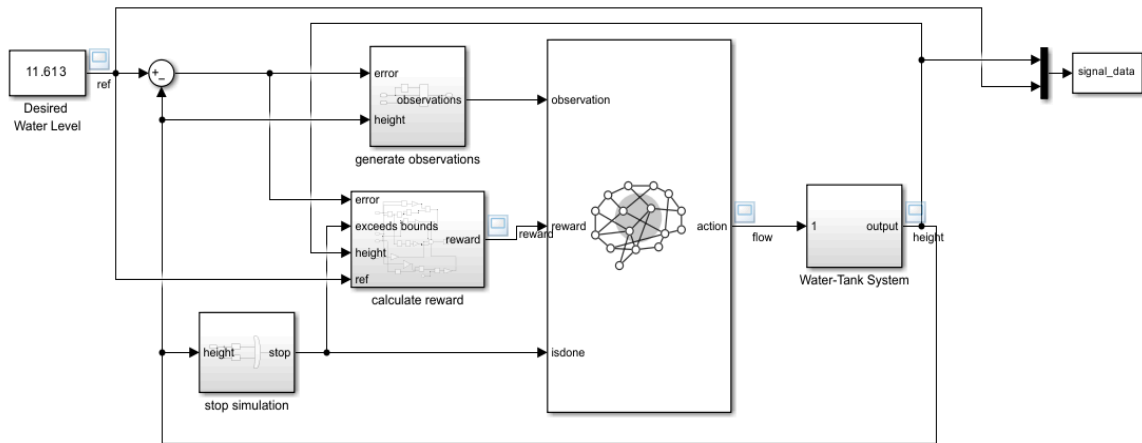 11.613
ref
Desired
Water Level
+
-
error
height
observations
generate observations
error
exceeds bounds
height
ref
reward
calculate reward
reward
height
stop
stop simulation
observation
reward
isdone
action
flow
1
output
Water-Tank System
height
signal_data